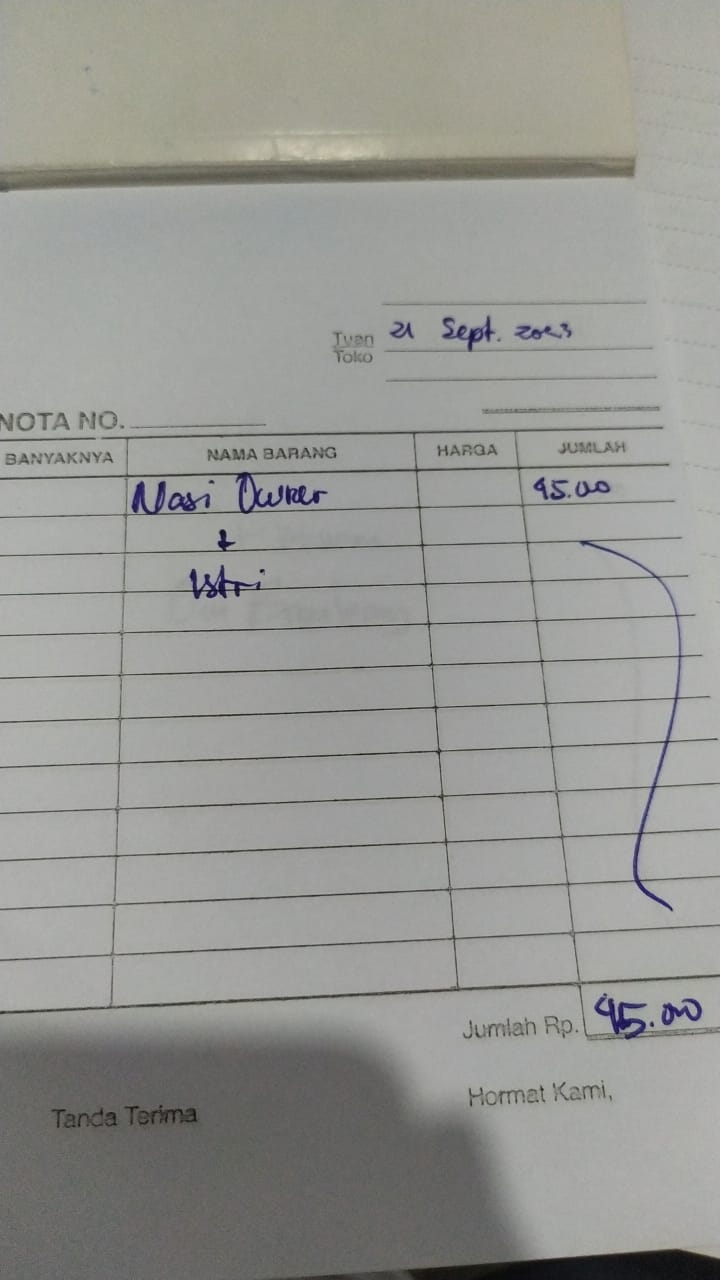 Tuan 21 Sept. 2023
Toko
NOTA NO.
BANYAKNYA NAMA BARANG HARGA JUMLAH
Nasi Owner 45.00
+
Istri
Jumlah Rp. 45.00
Tanda Terima Hormat Kami,